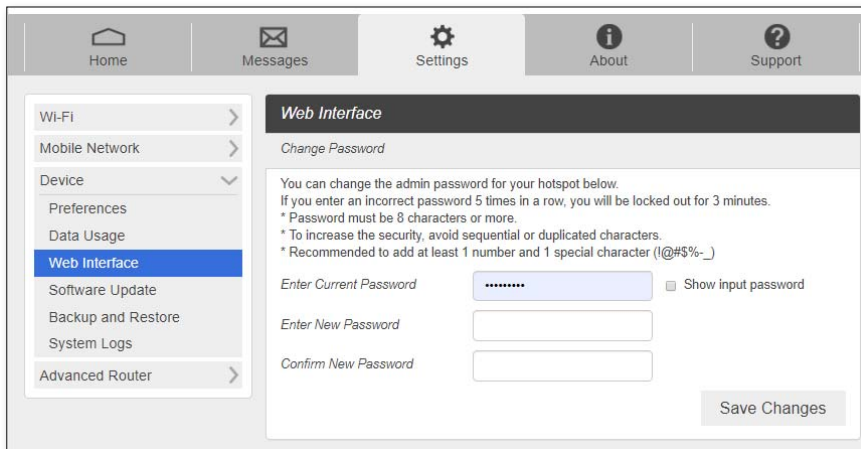 Home
Messages
Settings
About
Support
Wi-Fi
Mobile Network
Device
Preferences
Data Usage
Web Interface
Software Update
Backup and Restore
System Logs
Advanced Router
Web Interface
Change Password
You can change the admin password for your hotspot below.
If you enter an incorrect password 5 times in a row, you will be locked out for 3 minutes.
* Password must be 8 characters or more.
* To increase the security, avoid sequential or duplicated characters.
* Recommended to add at least 1 number and 1 special character (!@#$%-_)
Enter Current Password ••••••••• Show input password
Enter New Password
Confirm New Password
Save Changes